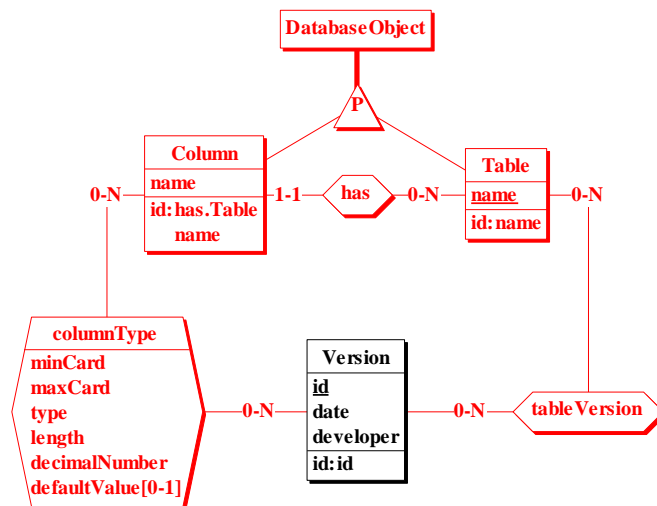 DatabaseObject
P
Column
name
id:has.Table
name
0-N
1-1
has
0-N
Table
name
id:name
0-N
columnType
minCard
maxCard
type
length
decimalNumber
defaultValue[0-1]
0-N
Version
id
date
developer
id:id
0-N
tableVersion